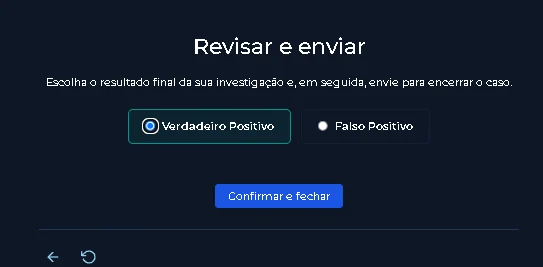 Revisar e enviar
Escolha o resultado final da sua investigação e, em seguida, envie para encerrar o caso.
Verdadeiro Positivo Falso Positivo
Confirmar e fechar